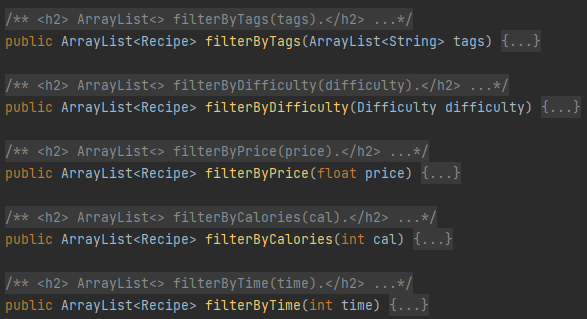 /** <h2> ArrayList<> filterByTags(tags).</h2> ...*/
public ArrayList<Recipe> filterByTags(ArrayList<String> tags) {...}
/** <h2> ArrayList<> filterByDifficulty(difficulty).</h2> ...*/
public ArrayList<Recipe> filterByDifficulty(Difficulty difficulty) {...}
/** <h2> ArrayList<> filterByPrice(price).</h2> ...*/
public ArrayList<Recipe> filterByPrice(float price) {...}
/** <h2> ArrayList<> filterByCalories(cal).</h2> ...*/
public ArrayList<Recipe> filterByCalories(int cal) {...}
/** <h2> ArrayList<> filterByTime(time).</h2> ...*/
public ArrayList<Recipe> filterByTime(int time) {...}